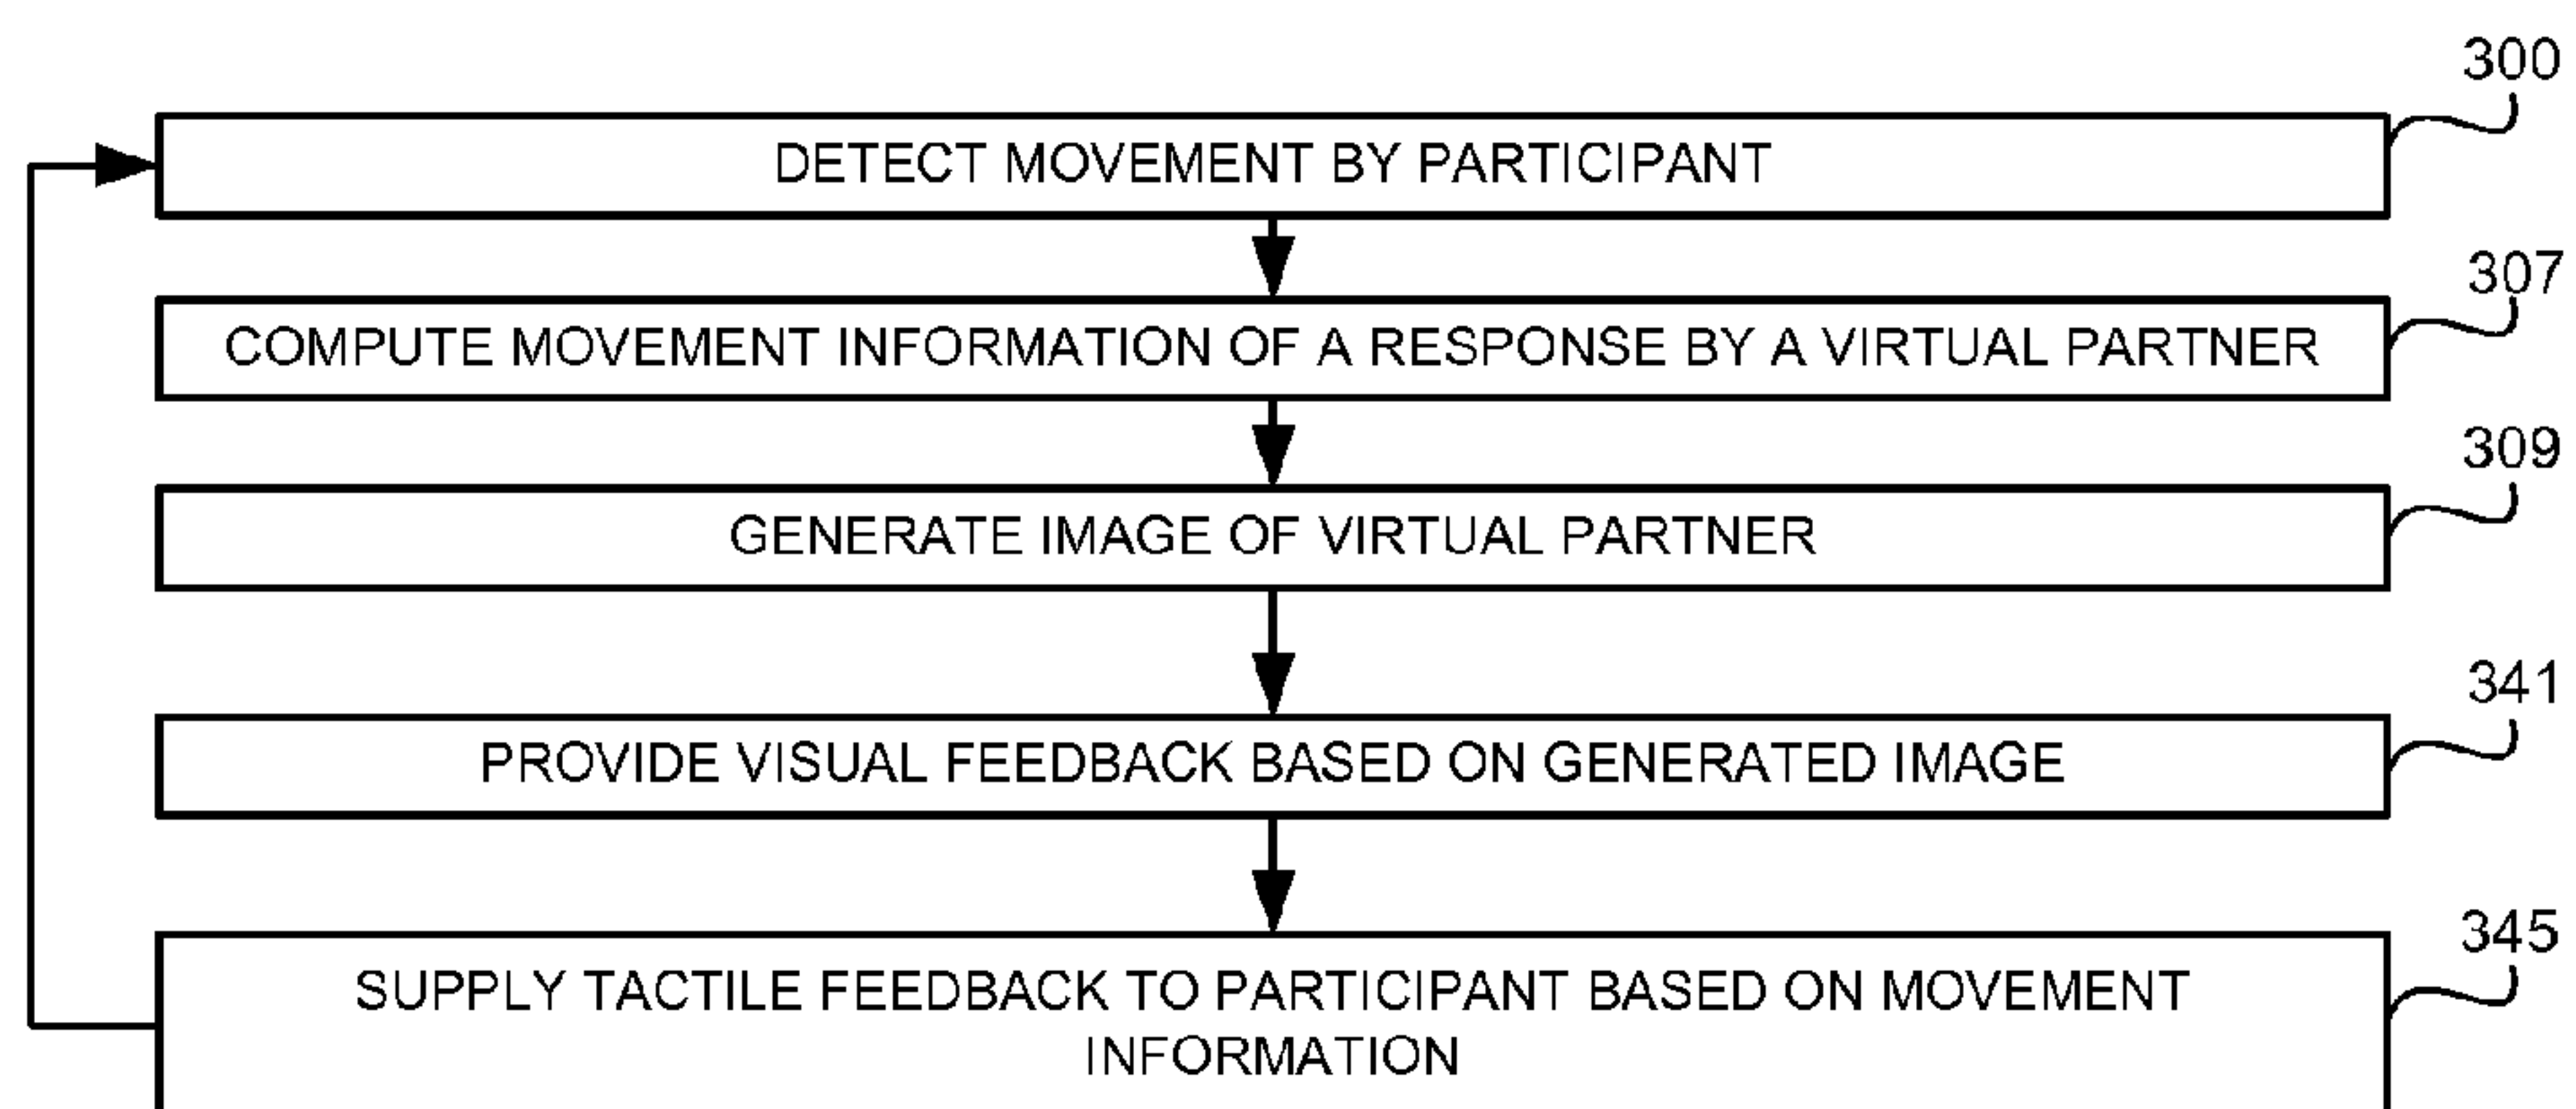 300
DETECT MOVEMENT BY PARTICIPANT
307
COMPUTE MOVEMENT INFORMATION OF A RESPONSE BY A VIRTUAL PARTNER
309
GENERATE IMAGE OF VIRTUAL PARTNER
341
PROVIDE VISUAL FEEDBACK BASED ON GENERATED IMAGE
345
SUPPLY TACTILE FEEDBACK TO PARTICIPANT BASED ON MOVEMENT
INFORMATION